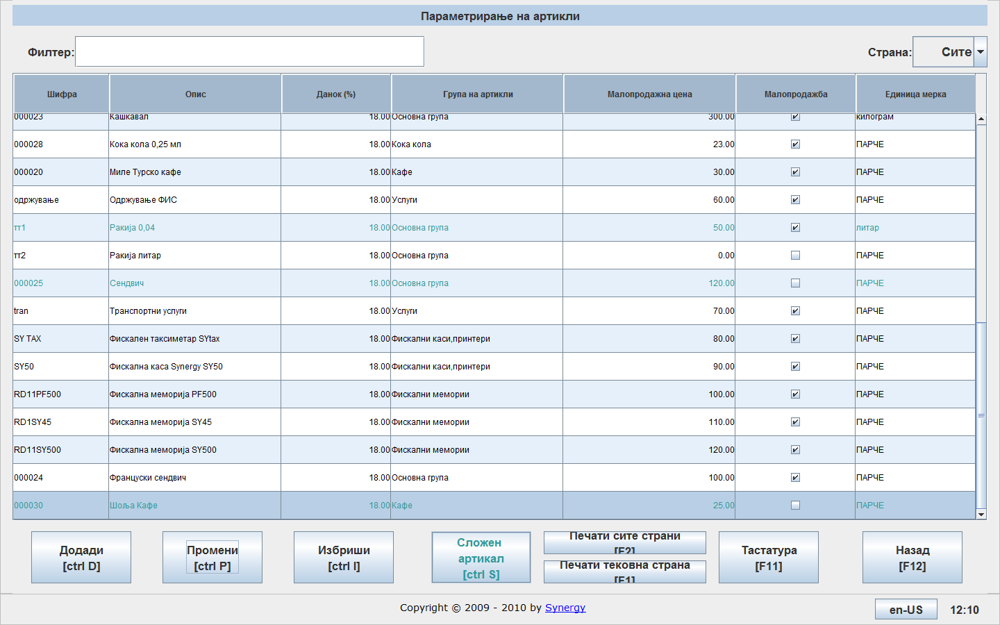 Параметрирање на артикли
Филтер:
Страна: Сите
Шифра Опис Данок (%) Група на артикли Малопродажна цена Малопродажба Единица мерка
000023 Кашкавал 18.00 Основна група 300.00 килограм
000028 Кока кола 0,25 мл 18.00 Кока кола 23.00 ПАРЧЕ
000020 Миле Турско кафе 18.00 Кафе 30.00 ПАРЧЕ
одржување Одржување ФИС 18.00 Услуги 60.00 ПАРЧЕ
тт1 Ракија 0,04 18.00 Основна група 50.00 литар
тт2 Ракија литар 18.00 Основна група 0.00 ПАРЧЕ
000025 Сендвич 18.00 Основна група 120.00 ПАРЧЕ
tran Транспортни услуги 18.00 Услуги 70.00 ПАРЧЕ
SY TAX Фискален таксиметар SYtax 18.00 Фискални каси,принтери 80.00 ПАРЧЕ
SY50 Фискална каса Synergy SY50 18.00 Фискални каси,принтери 90.00 ПАРЧЕ
RD11PF500 Фискална меморија PF500 18.00 Фискални мемории 100.00 ПАРЧЕ
RD1SY45 Фискална меморија SY45 18.00 Фискални мемории 110.00 ПАРЧЕ
RD11SY500 Фискална меморија SY500 18.00 Фискални мемории 120.00 ПАРЧЕ
000024 Француски сендвич 18.00 Основна група 100.00 ПАРЧЕ
000030 Шоља Кафе 18.00 Кафе 25.00 ПАРЧЕ
Додади
[ctrl D]
Промени
[ctrl P]
Избриши
[ctrl I]
Сложен
артикал
[ctrl S]
Печати сите страни
[F2]
Печати тековна страна
[F1]
Тастатура
[F11]
Назад
[F12]
Copyright © 2009 - 2010 by Synergy
en-US
12:10